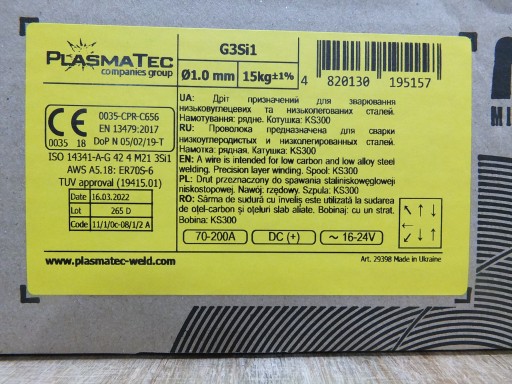 PLASMATEC
companies group
G3Si1
Ø1.0 mm
15kg±1%
4 820130 195157
CE
0035 18
0035-CPR-C656
EN 13479:2017
DoP N 05/02/19-T
ISO 14341-A-G 42 4 M21 3Si1
AWS A5.18: ER70S-6
TUV approval (19415.01)
Date 16.03.2022
Lot 265 D
Code 11/1/0c-08/1/2 A
UA: Дріт призначений для зварювання
низьковуглецевих та низьколегованих сталей.
Намотування: рядне. Котушка: KS300
RU: Проволока предназначена для сварки
низкоуглеродистых и низколегированных сталей.
Намотка: рядная. Катушка: KS300
EN: A wire is intended for low carbon and low alloy steel
welding. Precision layer winding. Spool: KS300
PL: Drut przeznaczony do spawania staliniskowęglowej i
niskostopowej. Nawój: rzędowy. Szpula: KS300
RO: Sârma de sudură cu înveliș este utilizată la sudarea
de oțel-carbon și oțeluri slab aliate. Bobinaj: cu un strat.
Bobina: KS300
70-200A
DC (+)
~ 16-24V
www.plasmatec-weld.com
Art. 29398 Made in Ukraine